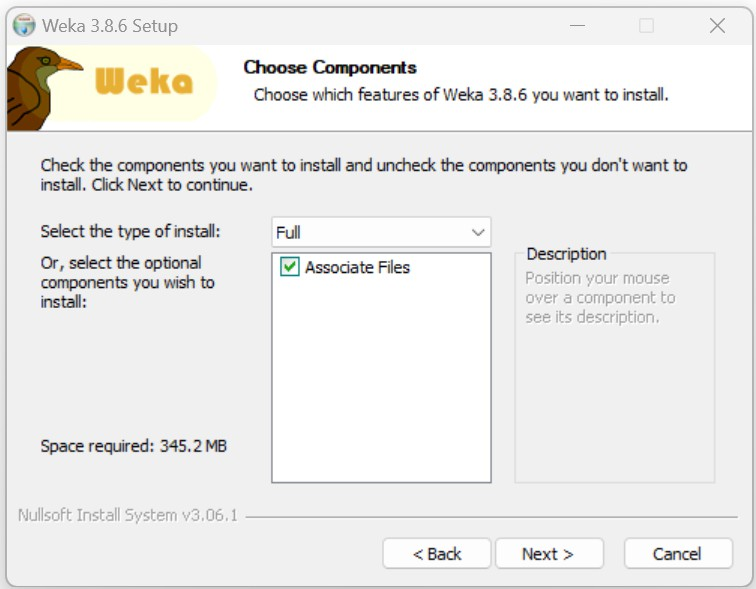 Weka 3.8.6 Setup
Weka
Choose Components
Choose which features of Weka 3.8.6 you want to install.
Check the components you want to install and uncheck the components you don't want to
install. Click Next to continue.
Select the type of install:
Full
Or, select the optional
components you wish to
install:
Associate Files
Description
Position your mouse
over a component to
see its description.
Space required: 345.2 MB
Nullsoft Install System v3.06.1
< Back
Next >
Cancel